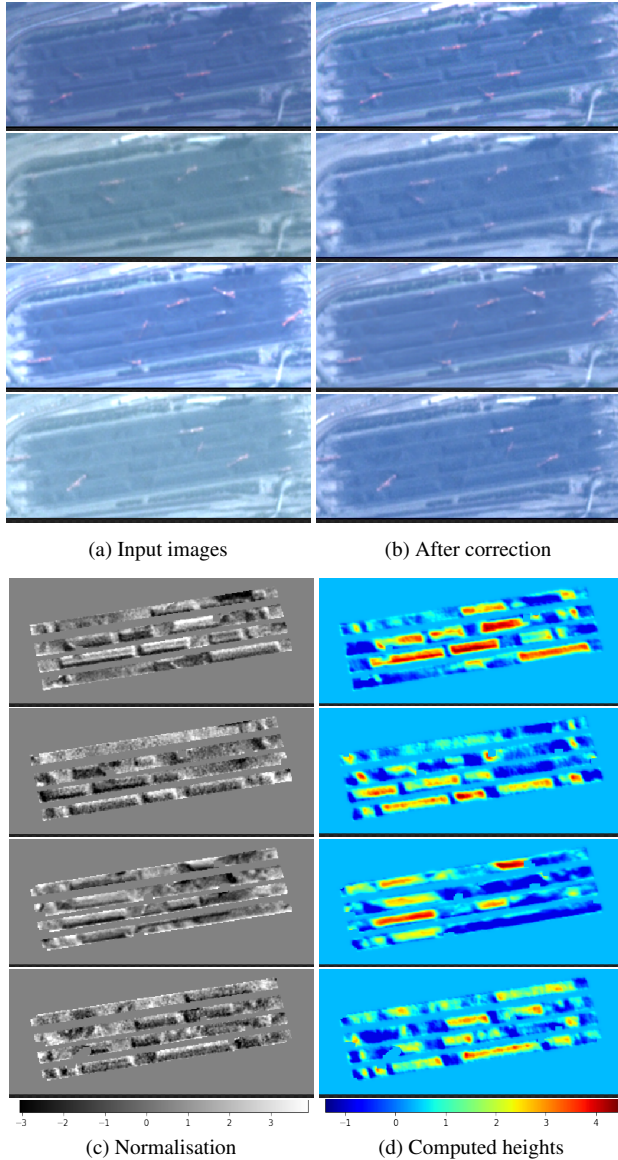 (a) Input images
(b) After correction
−3 −2 −1 0 1 2 3
−1 0 1 2 3 4
(c) Normalisation
(d) Computed heights